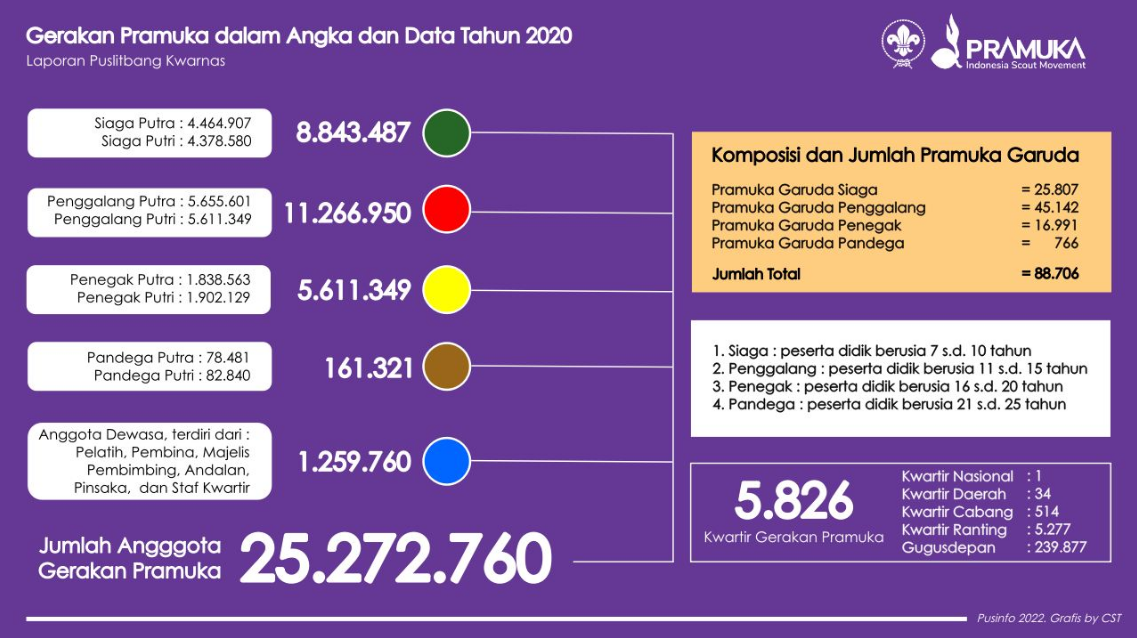 Gerakan Pramuka dalam Angka dan Data Tahun 2020
Laporan Puslitbang Kwarnas
PRAMUKA
Indonesia Scout Movement
Siaga Putra : 4.464.907
Siaga Putri : 4.378.580
8.843.487
Penggalang Putra : 5.655.601
Penggalang Putri : 5.611.349
11.266.950
Penegak Putra : 1.838.563
Penegak Putri : 1.902.129
5.611.349
Pandega Putra : 78.481
Pandega Putri : 82.840
161.321
Anggota Dewasa, terdiri dari :
Pelatih, Pembina, Majelis
Pembimbing, Andalan,
Pinsaka, dan Staf Kwartir
1.259.760
Jumlah Angggota
Gerakan Pramuka
25.272.760
Komposisi dan Jumlah Pramuka Garuda
Pramuka Garuda Siaga = 25.807
Pramuka Garuda Penggalang = 45.142
Pramuka Garuda Penegak = 16.991
Pramuka Garuda Pandega = 766
Jumlah Total = 88.706
1. Siaga : peserta didik berusia 7 s.d. 10 tahun
2. Penggalang : peserta didik berusia 11 s.d. 15 tahun
3. Penegak : peserta didik berusia 16 s.d. 20 tahun
4. Pandega : peserta didik berusia 21 s.d. 25 tahun
5.826
Kwartir Gerakan Pramuka
Kwartir Nasional : 1
Kwartir Daerah : 34
Kwartir Cabang : 514
Kwartir Ranting : 5.277
Gugusdepan : 239.877
Pusinfo 2022. Grafis by CST